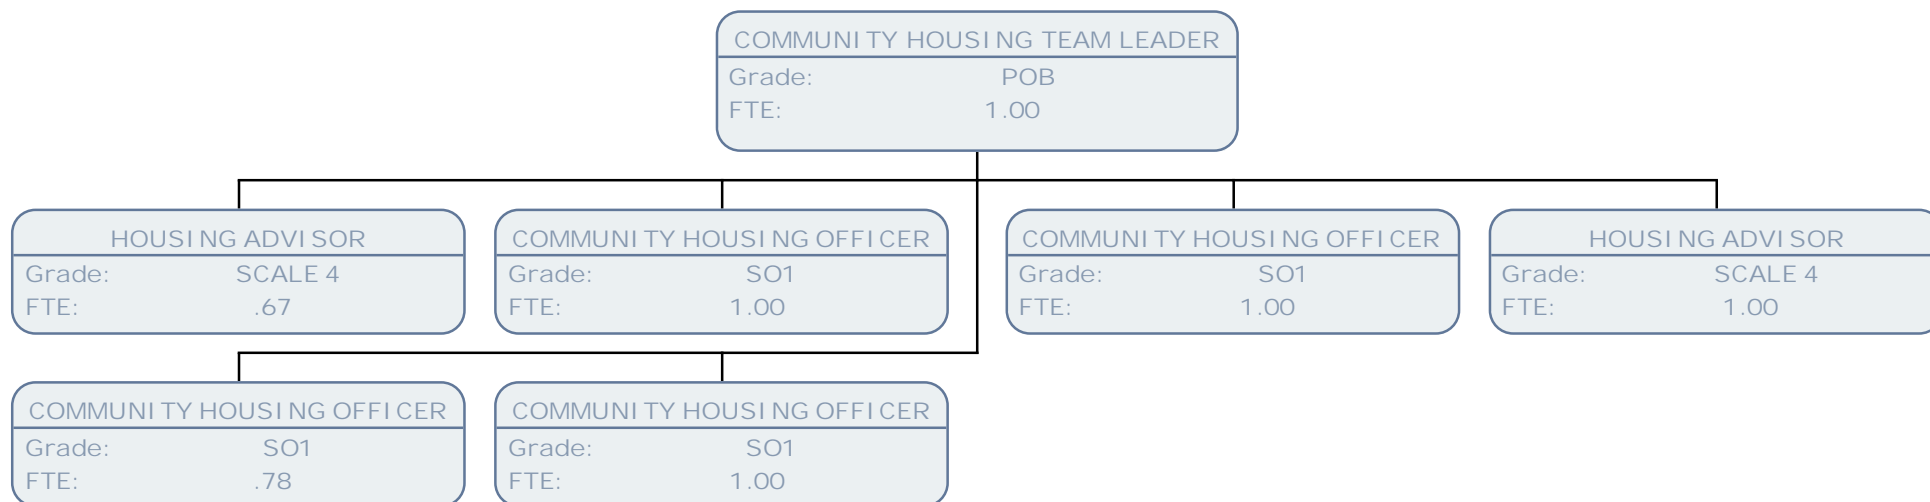 COMMUNITY HOUSING TEAM LEADER
Grade: POB
FTE: 1.00
HOUSING ADVISOR
Grade: SCALE 4
FTE: .67
COMMUNITY HOUSING OFFICER
Grade: SO1
FTE: 1.00
COMMUNITY HOUSING OFFICER
Grade: SO1
FTE: 1.00
HOUSING ADVISOR
Grade: SCALE 4
FTE: 1.00
COMMUNITY HOUSING OFFICER
Grade: SO1
FTE: .78
COMMUNITY HOUSING OFFICER
Grade: SO1
FTE: 1.00